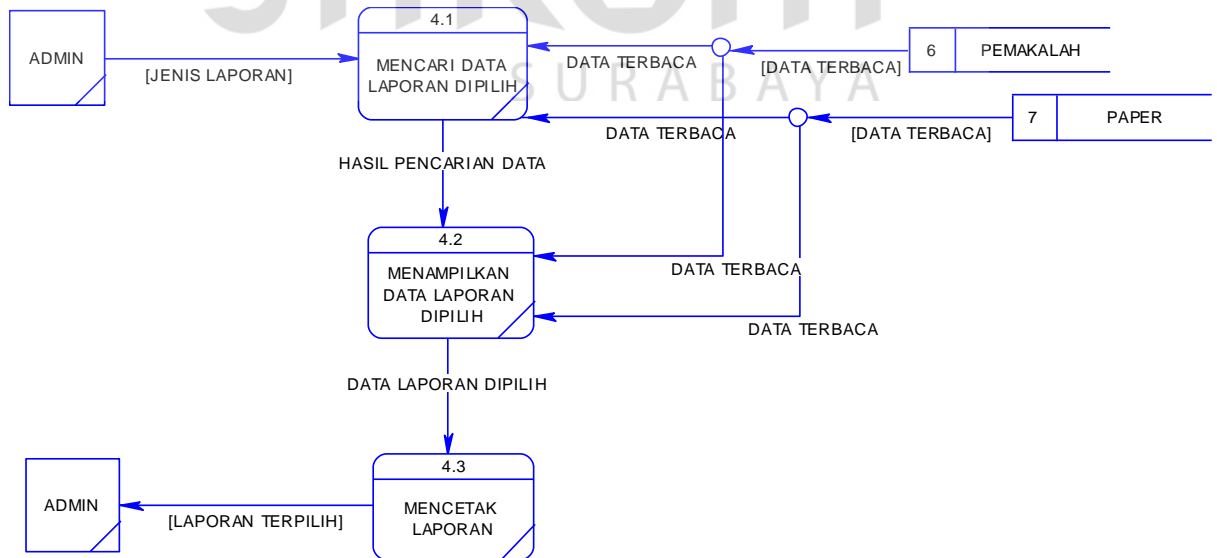 4.1
ADMIN
MENCARI DATA
LAPORAN DIPILIH
[JENIS LAPORAN]
DATA TERBACA
[DATA TERBACA]
6
PEMAKALAH
SURABAYA
DATA TERBACA
[DATA TERBACA]
7
PAPER
HASIL PENCARIAN DATA
4.2
MENAMPILKAN
DATA LAPORAN
DIPILIH
DATA TERBACA
DATA TERBACA
DATA LAPORAN DIPILIH
4.3
MENCETAK
LAPORAN
ADMIN
[LAPORAN TERPILIH]